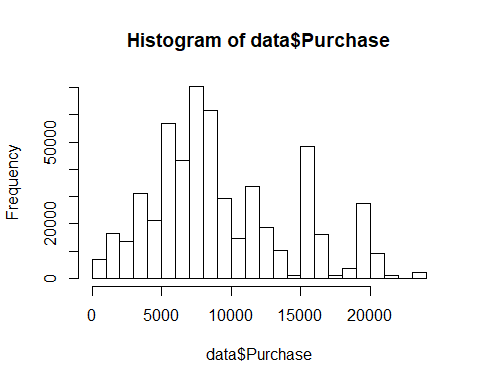 Histogram of data$Purchase
Frequency
50000
20000
0
0 5000 10000 15000 20000
data$Purchase